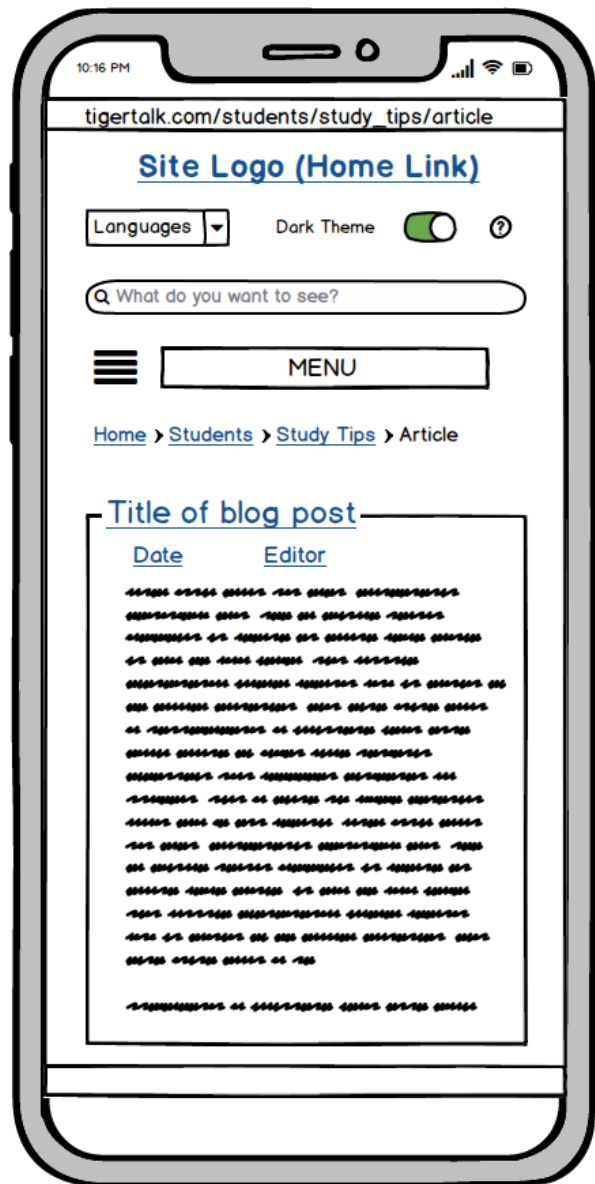 10:16 PM
tigertalk.com/students/study_tips/article
Site Logo (Home Link)
Languages Dark Theme ?
What do you want to see?
MENU
Home > Students > Study Tips > Article
Title of blog post
Date Editor